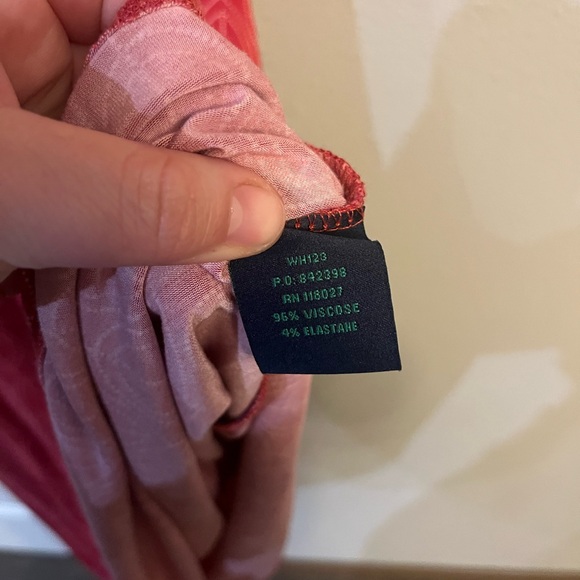 WH123
P.O: 842398
RN 118027
96% VISCOSE
4% ELASTANE